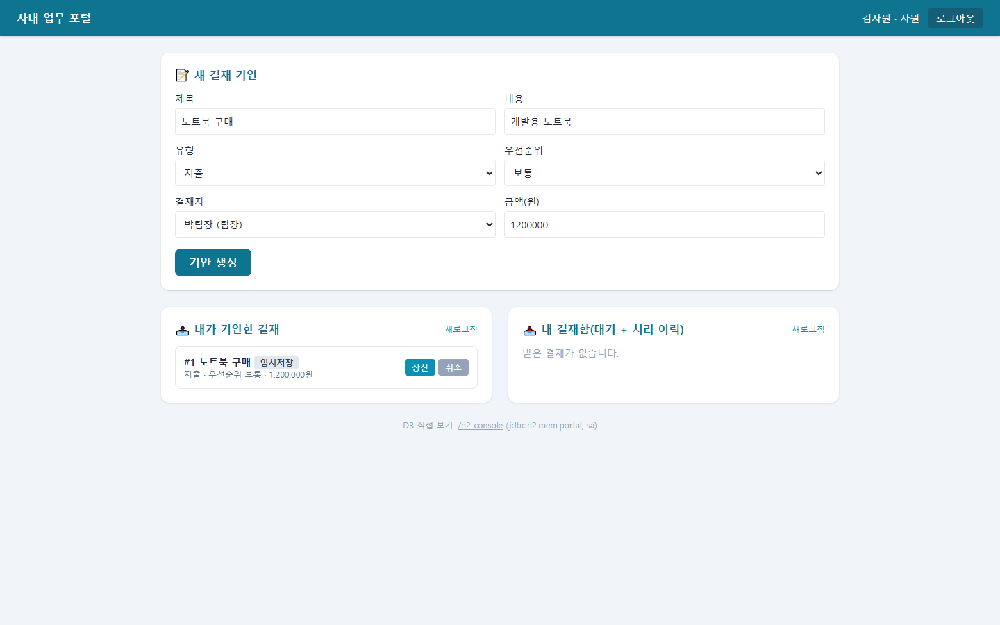 사내 업무 포털
김사원 · 사원 로그아웃
새 결재 기안
제목 내용
노트북 구매 개발용 노트북
유형 우선순위
지출 보통
결재자 금액(원)
박팀장 (팀장) 1200000
기안 생성
내가 기안한 결재 새로고침
#1 노트북 구매 임시저장
지출 · 우선순위 보통 · 1,200,000원
상신 취소
내 결재함(대기 + 처리 이력) 새로고침
받은 결재가 없습니다.
DB 직접 보기: /h2-console (jdbc:h2:mem:portal, sa)